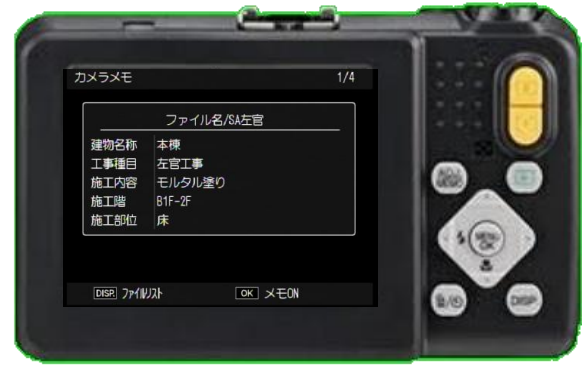 カメラメモ 1/4
ファイル名/SA左官
建物名称 本棟
工事種目 左官工事
施工内容 モルタル塗り
施工階 B1F-2F
施工部位 床
DISP. ファイルリスト OK メモON
MENU
OK
DISP.